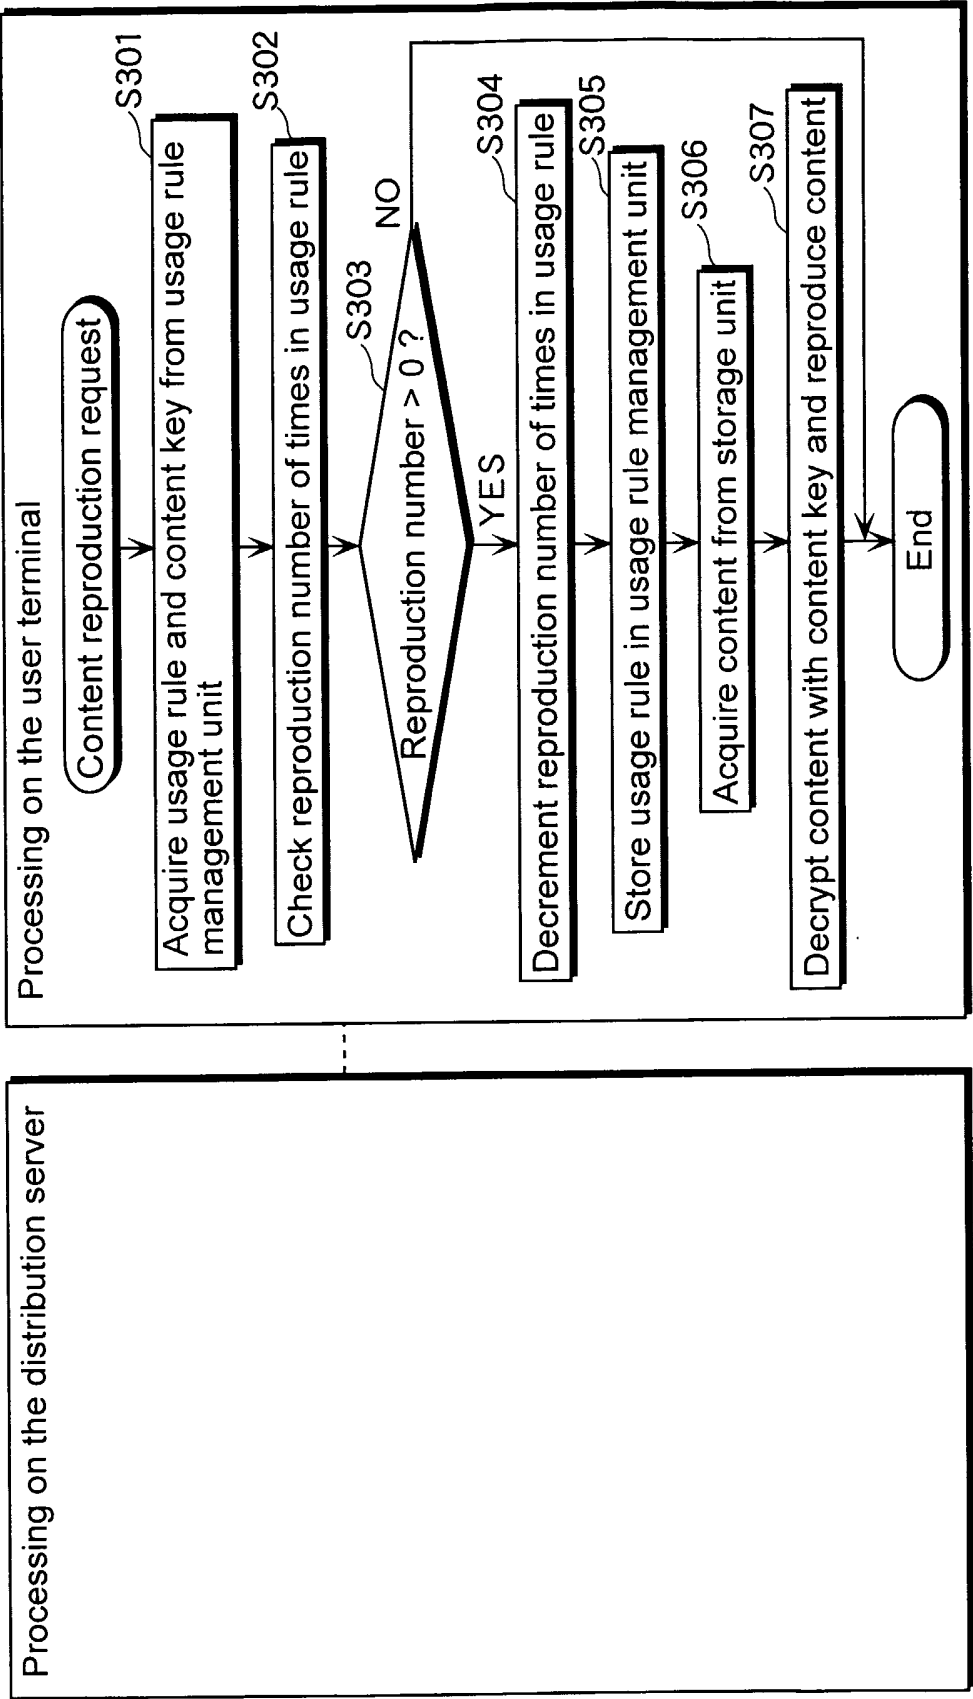 Processing on the distribution server
Processing on the user terminal
Content reproduction request
S301
Acquire usage rule and content key from usage rule
management unit
S302
Check reproduction number of times in usage rule
S303
Reproduction number > 0 ?
NO
YES
S304
Decrement reproduction number of times in usage rule
S305
Store usage rule in usage rule management unit
S306
Acquire content from storage unit
S307
Decrypt content with content key and reproduce content
End